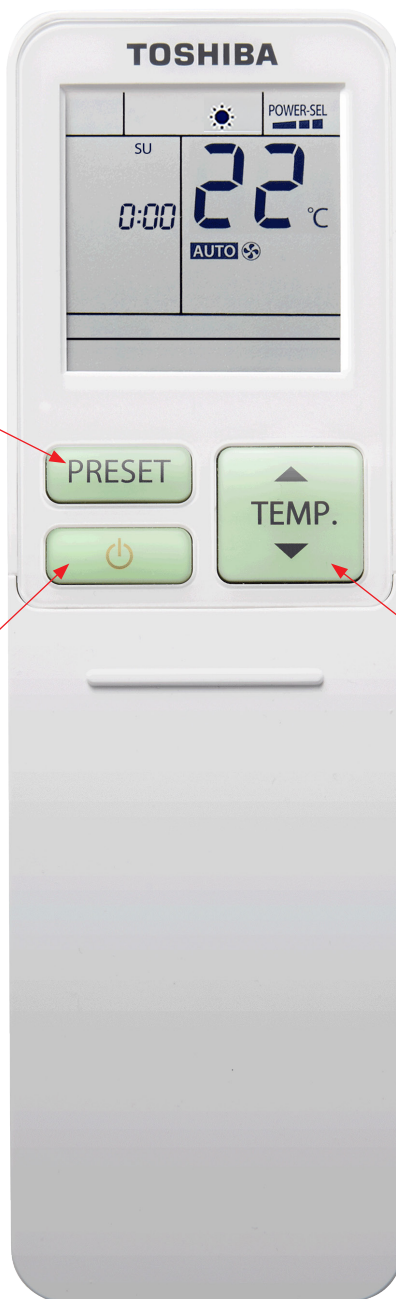 TOSHIBA
POWER-SEL
SU
22
0:00
°C
AUTO
PRESET
TEMP.